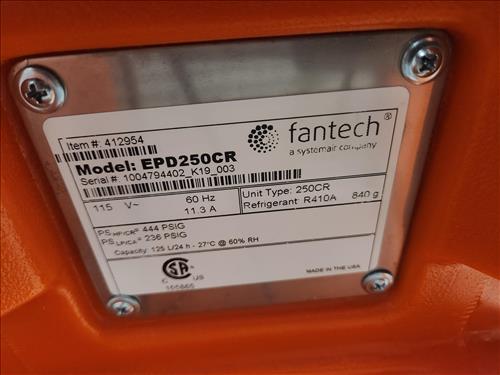 Item #: 412954
fantech®
a systemair company
Model: EPD250CR
Serial #: 1004794402_K19_003
115 V~ 60 Hz 11.3 A
Unit Type: 250CR
Refrigerant: R410A 840 g
PS HP/CR: 444 PSIG
PS LP/CA: 236 PSIG
Capacity: 125 L/24 h - 27°C @ 60% RH
C US
MADE IN THE USA